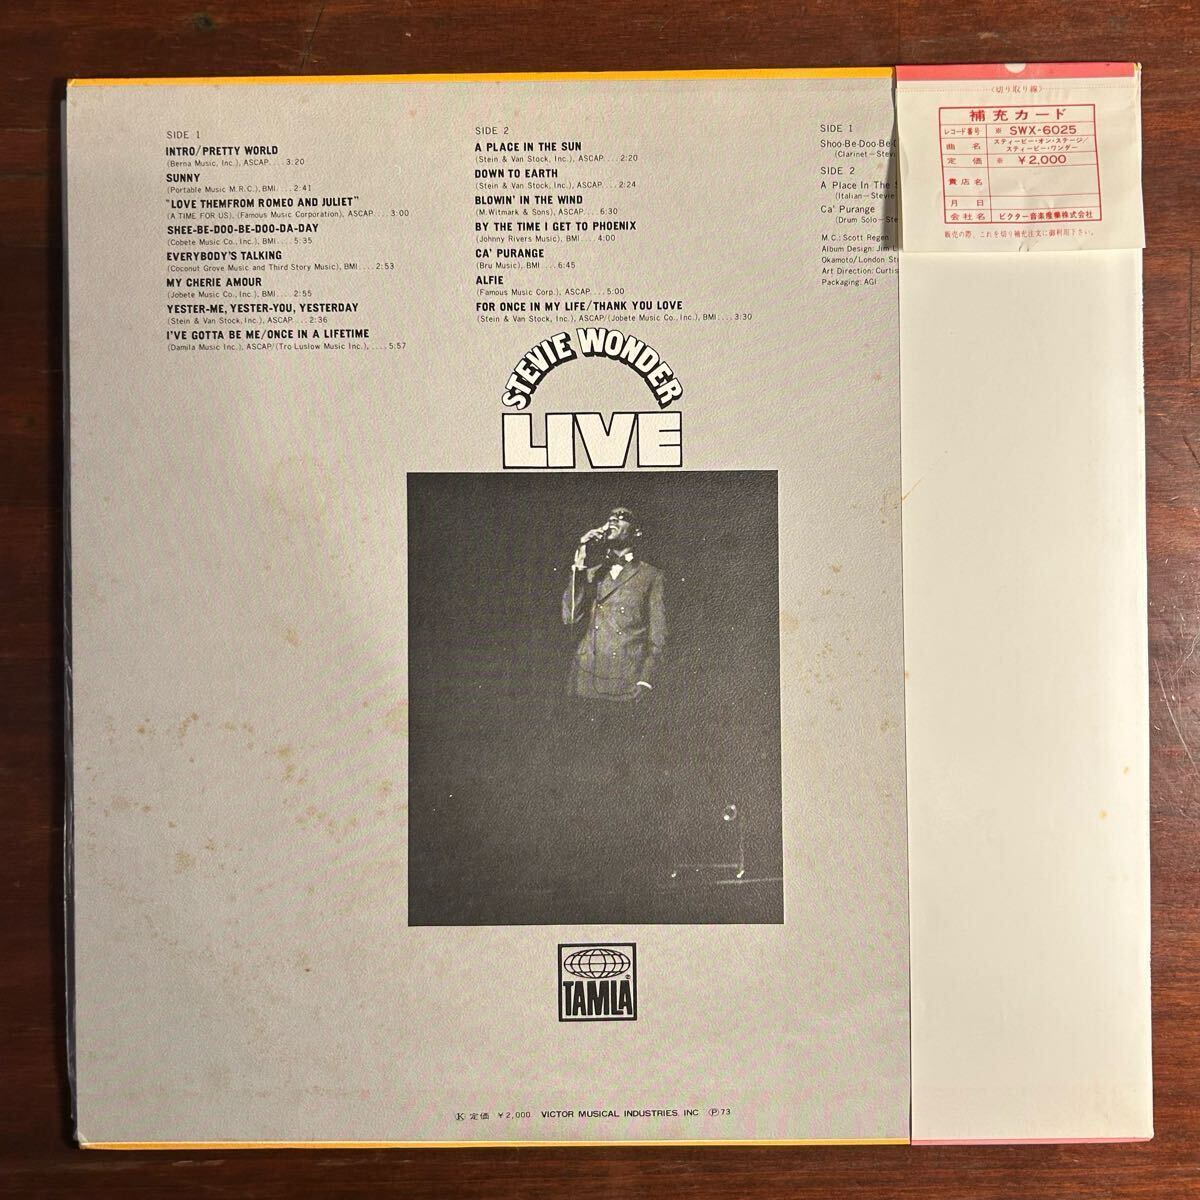 SIDE 1
INTRO/PRETTY WORLD
(Berna Music, Inc.), ASCAP....3:20
SUNNY
(Portable Music M.R.C.), BMI....2:41
"LOVE THEMFROM ROMEO AND JULIET"
(A TIME FOR US), (Famous Music Corporation), ASCAP....3:00
SHEE-BE-DOO-BE-DOO-DA-DAY
(Cobete Music Co., Inc.), BMI....5:35
EVERYBODY'S TALKING
(Coconut Grove Music and Third Story Music), BMI....2:53
MY CHERIE AMOUR
(Jobete Music Co., Inc.), BMI....2:55
YESTER-ME, YESTER-YOU, YESTERDAY
(Stein & Van Stock, Inc.), ASCAP....2:36
I'VE GOTTA BE ME/ONCE IN A LIFETIME
(Damila Music Inc.), ASCAP/(Tro Luslow Music Inc.), ....5:57
SIDE 2
A PLACE IN THE SUN
(Stein & Van Stock, Inc.), ASCAP....2:20
DOWN TO EARTH
(Stein & Van Stock, Inc.), ASCAP....2:24
BLOWIN' IN THE WIND
(M.Witmark & Sons), ASCAP....6:30
BY THE TIME I GET TO PHOENIX
(Johnny Rivers Music), BMI....4:00
CA' PURANGE
(Bru Music), BMI....6:45
ALFIE
(Famous Music Corp.), ASCAP....5:00
FOR ONCE IN MY LIFE/THANK YOU LOVE
(Stein & Van Stock, Inc.), ASCAP/(Jobete Music Co., Inc.), BMI....3:30
SIDE 1
Shoo-Be-Doo-Be-
(Clarinet—Stevi
SIDE 2
A Place In The S
(Italian—Stevie
Ca' Purange
(Drum Solo—St
M.C.: Scott Regen
Album Design: Jim L
Okamoto/London St
Art Direction: Curtis
Packaging: AGI
〈切り取り線〉
補充カード
レコード番号 ※ SWX-6025
曲名 スティービー・オン・ステージ/
スティービー・ワンダー
定価 ※ ¥2,000
貴店名
月日
会社名 ビクター音楽産業株式会社
販売の際、これを切り補充注文に御利用下さい。
STEVIE WONDER
LIVE
TAMLA
®
Ⓚ 定価 ¥2,000 VICTOR MUSICAL INDUSTRIES, INC Ⓟ73